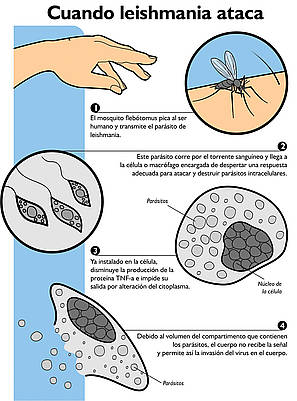 Cuando leishmania ataca
1
El mosquito flebótomus pica al ser
humano y transmite el parásito de
leishmania.
2
Este parásito corre por el torrente sanguíneo y llega a
la célula o macrófago encargada de despertar una respuesta
adecuada para atacar y destruir parásitos intracelulares.
Parásitos
Núcleo de
la célula
3
Ya instalado en la célula,
disminuye la producción de la
proteina TNF-a e impide su
salida por alteración del citoplasma.
4
Debido al volumen del compartimento que contienen
los parásitos, el cuerpo no recibe la señal
y permite así la invasión del virus en el cuerpo.
Parásitos